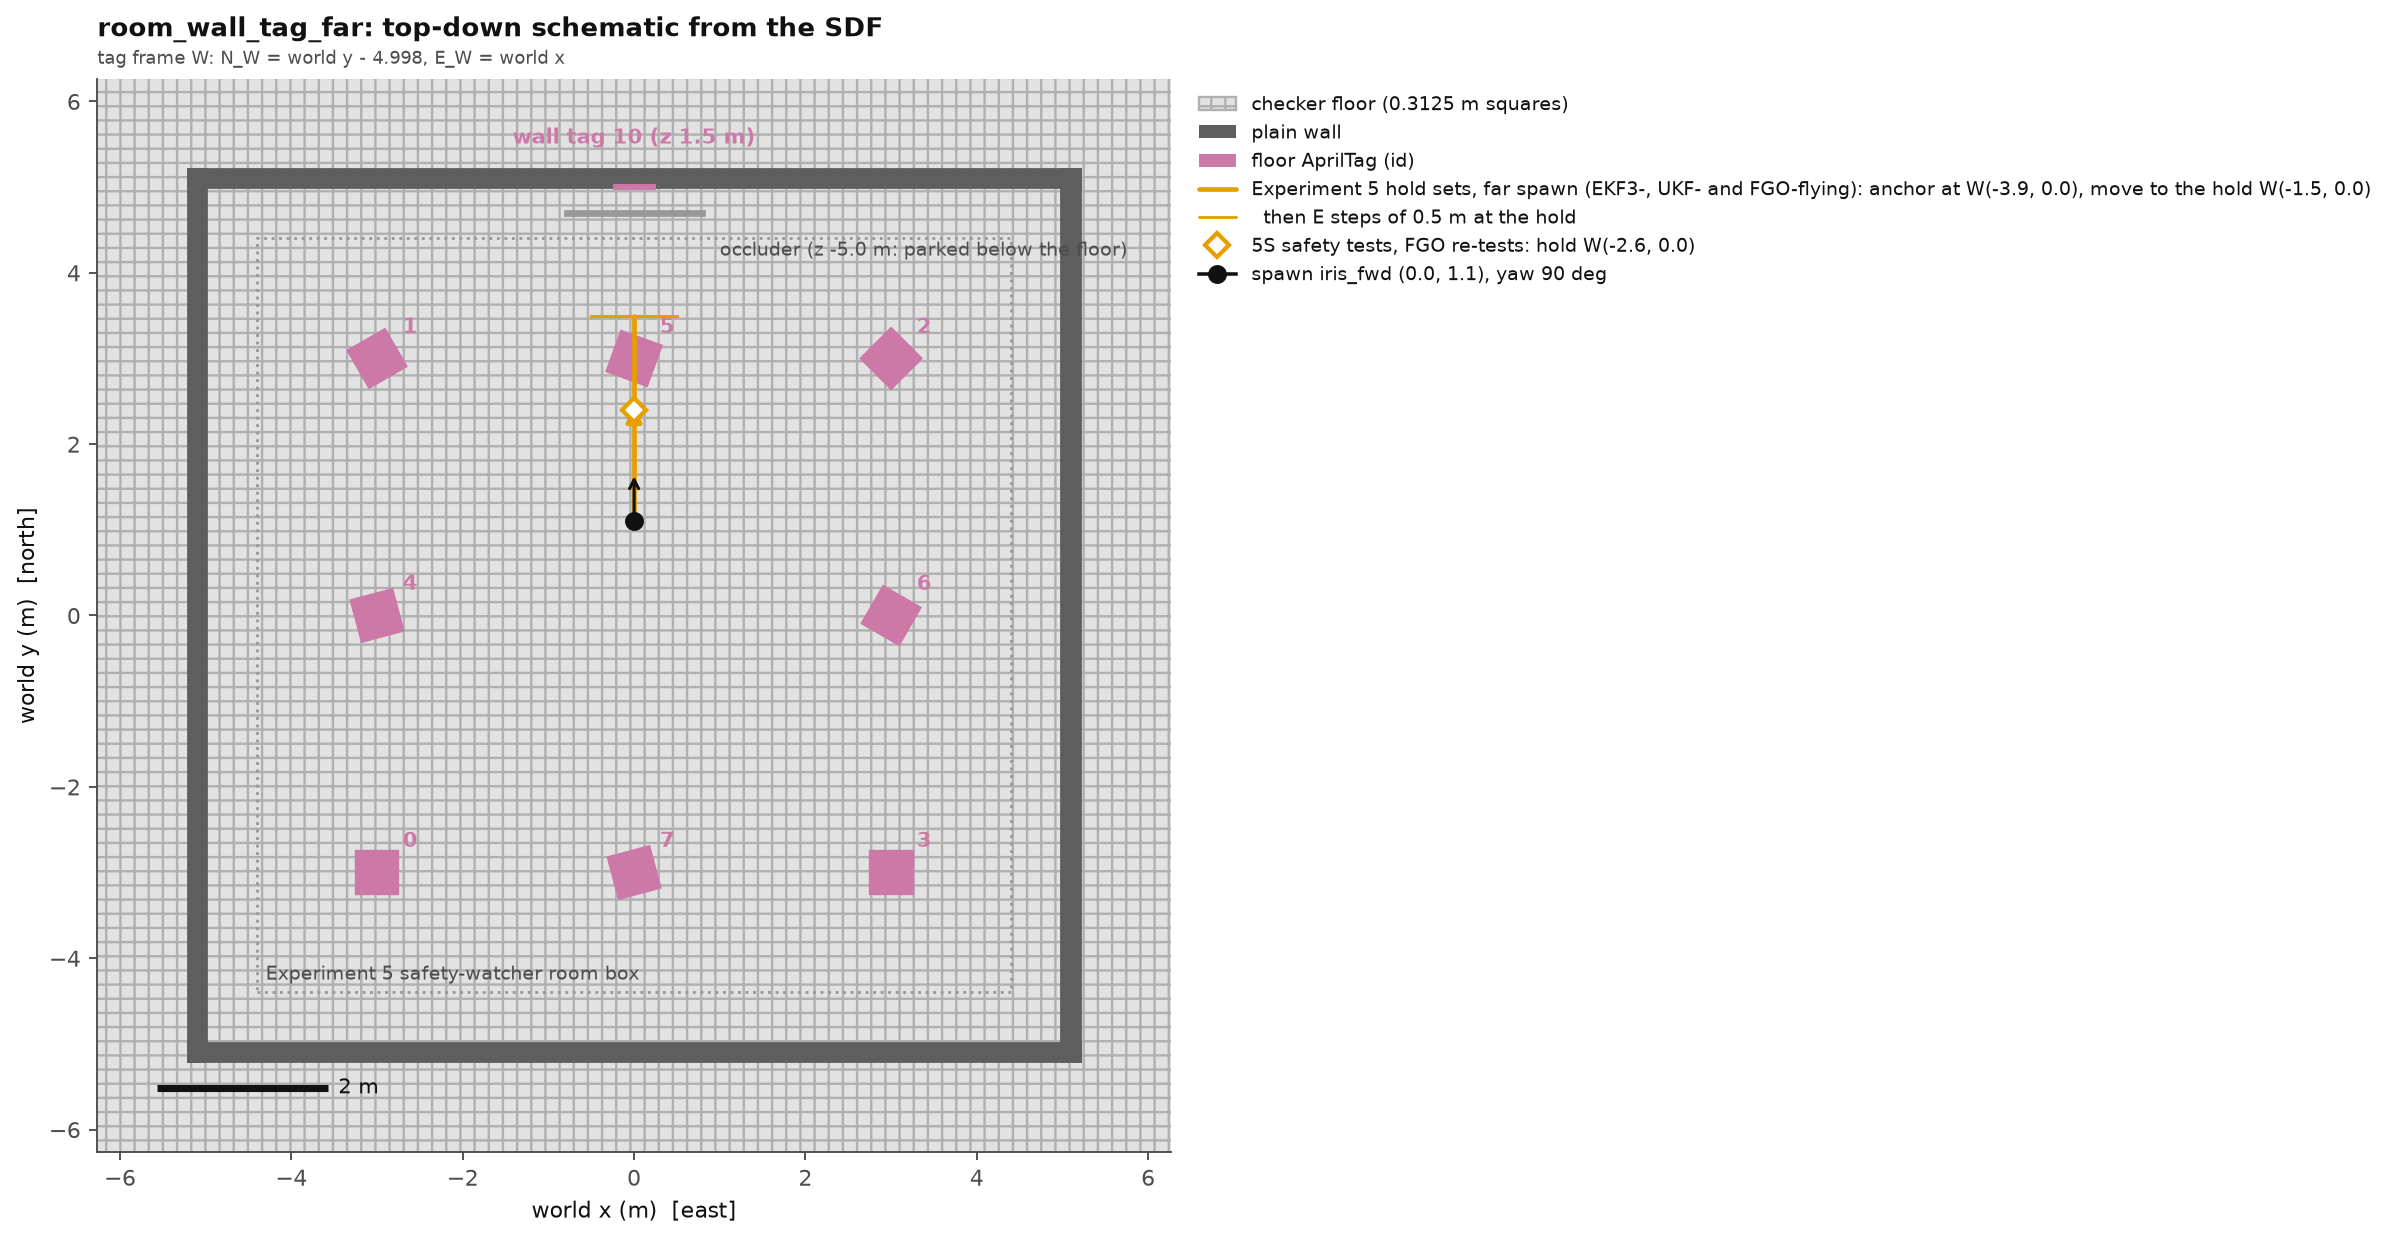 room_wall_tag_far: top-down schematic from the SDF
tag frame W: N_W = world y - 4.998, E_W = world x
checker floor (0.3125 m squares)
plain wall
floor AprilTag (id)
Experiment 5 hold sets, far spawn (EKF3-, UKF- and FGO-flying): anchor at W(-3.9, 0.0), move to the hold W(-1.5, 0.0)
then E steps of 0.5 m at the hold
5S safety tests, FGO re-tests: hold W(-2.6, 0.0)
spawn iris_fwd (0.0, 1.1), yaw 90 deg
wall tag 10 (z 1.5 m)
occluder (z -5.0 m: parked below the floor)
1
5
2
4
6
0
7
3
Experiment 5 safety-watcher room box
2 m
6
4
2
0
−2
−4
−6
world y (m) [north]
−6
−4
−2
0
2
4
6
world x (m) [east]